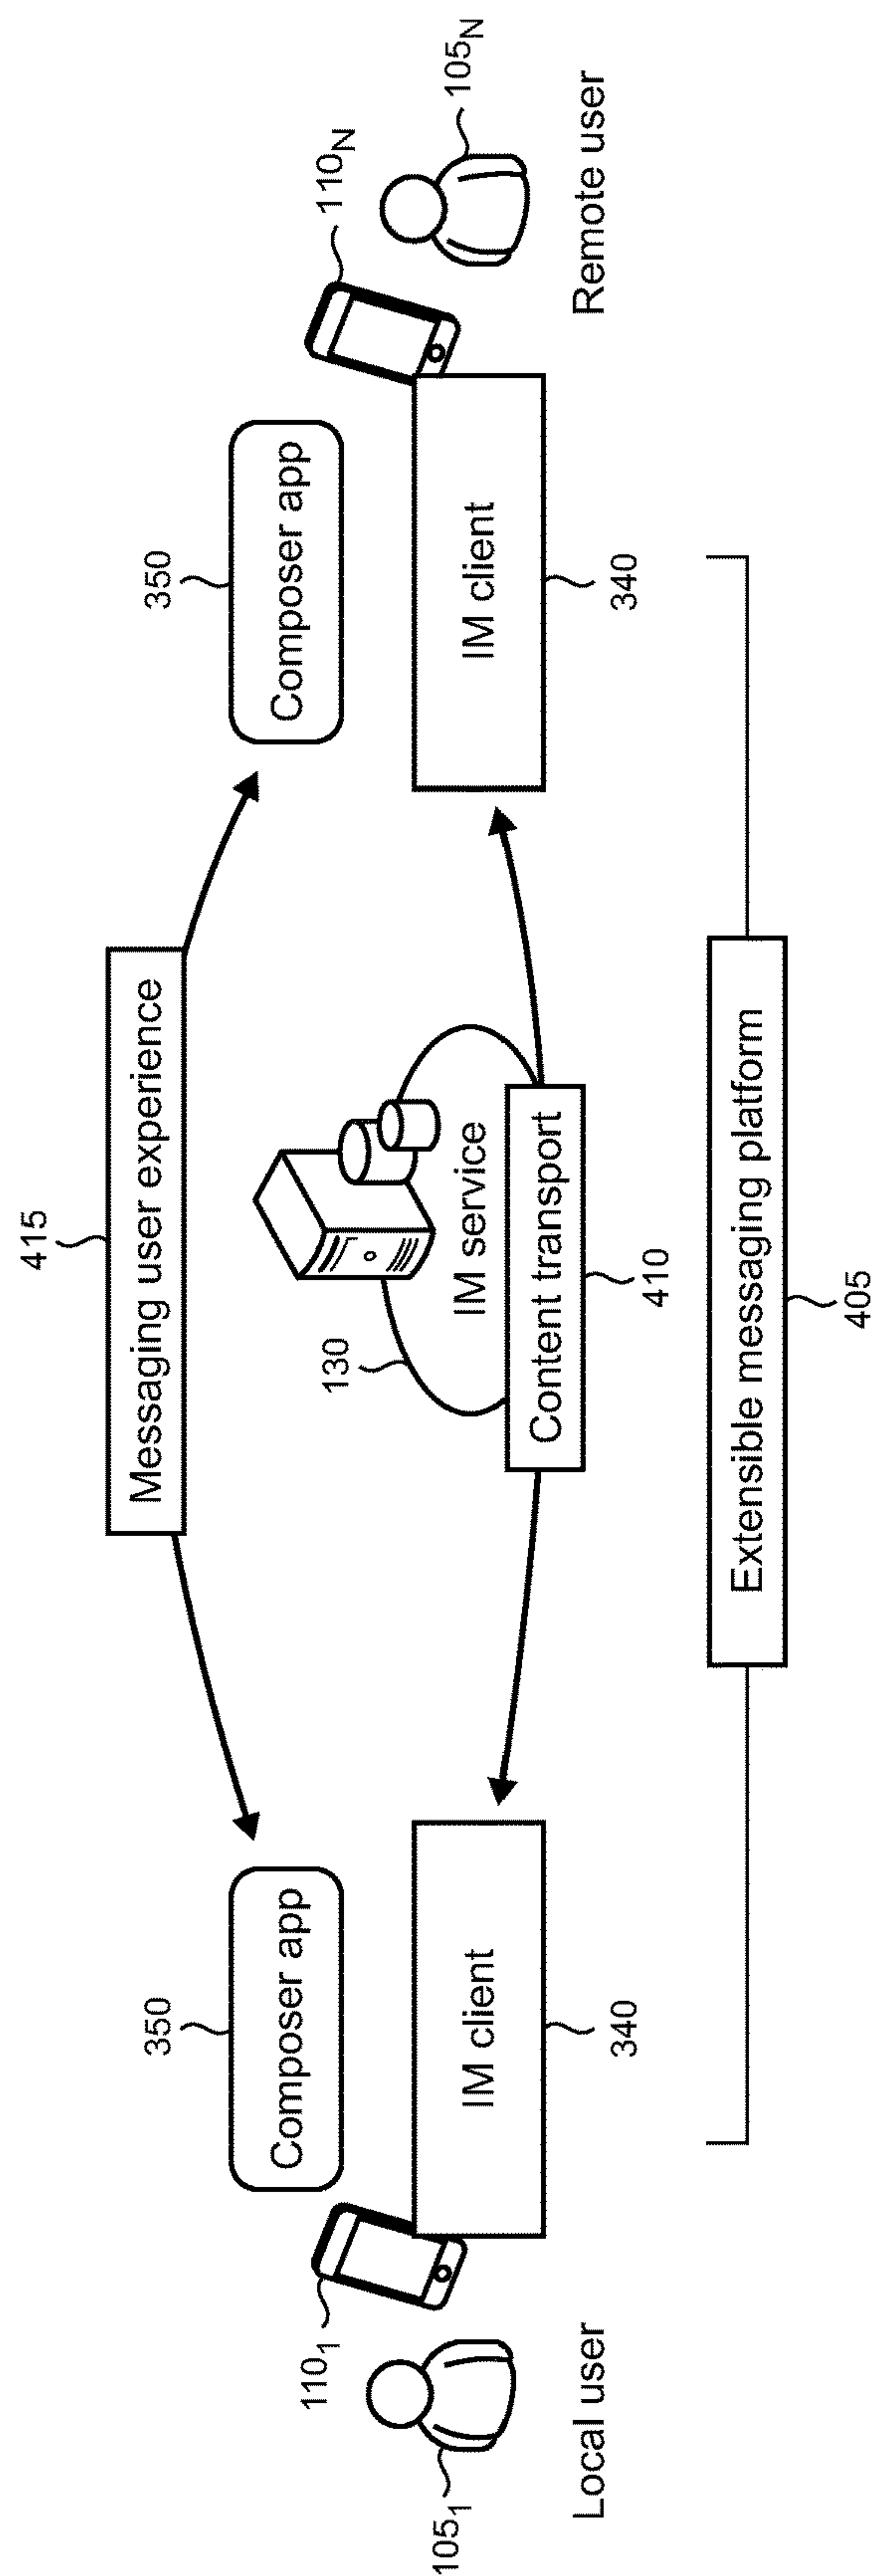 415
Messaging user experience
350
Composer app
350
Composer app
110₁
110N
105₁
105N
130
IM service
IM client
IM client
Content transport
Local user
340
410
340
Remote user
Extensible messaging platform
405